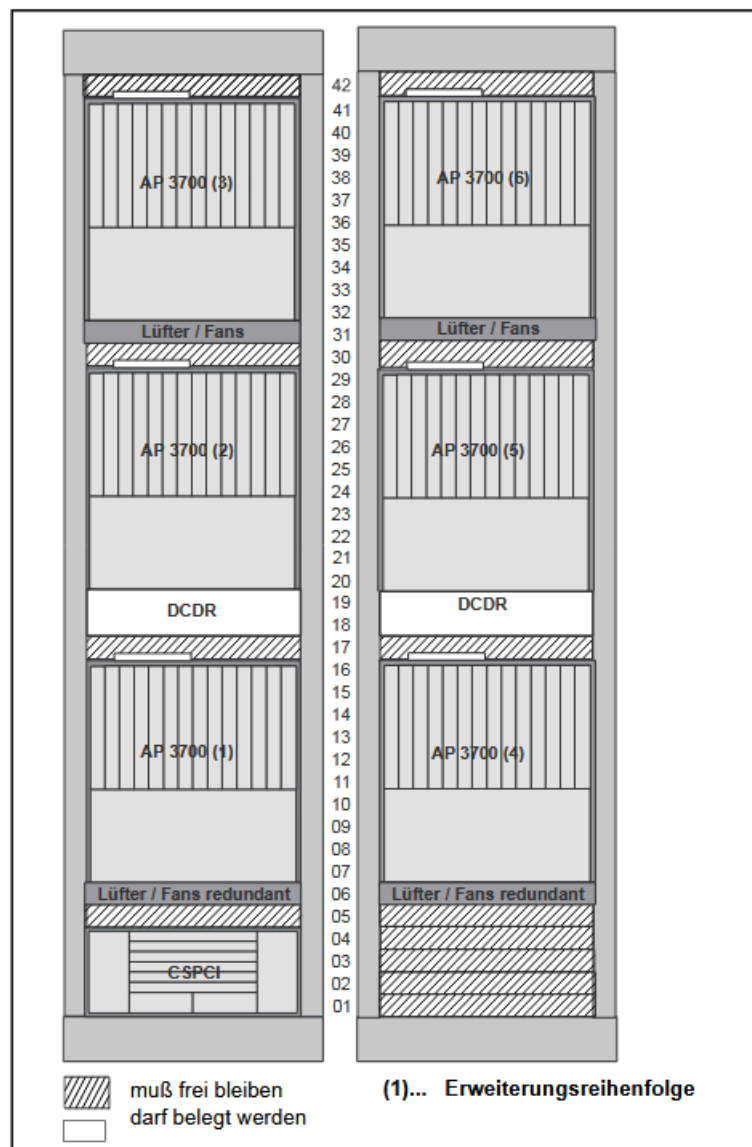 42
41
40
39
38
37
36
35
34
33
32
31
30
29
28
27
26
25
24
23
22
21
20
19
18
17
16
15
14
13
12
11
10
09
08
07
06
05
04
03
02
01
AP 3700 (3)
Lüfter / Fans
AP 3700 (2)
DCDR
AP 3700 (1)
Lüfter / Fans redundant
CSPCI
AP 3700 (6)
Lüfter / Fans
AP 3700 (5)
DCDR
AP 3700 (4)
Lüfter / Fans redundant
muß frei bleiben
darf belegt werden
(1)... Erweiterungsreihenfolge